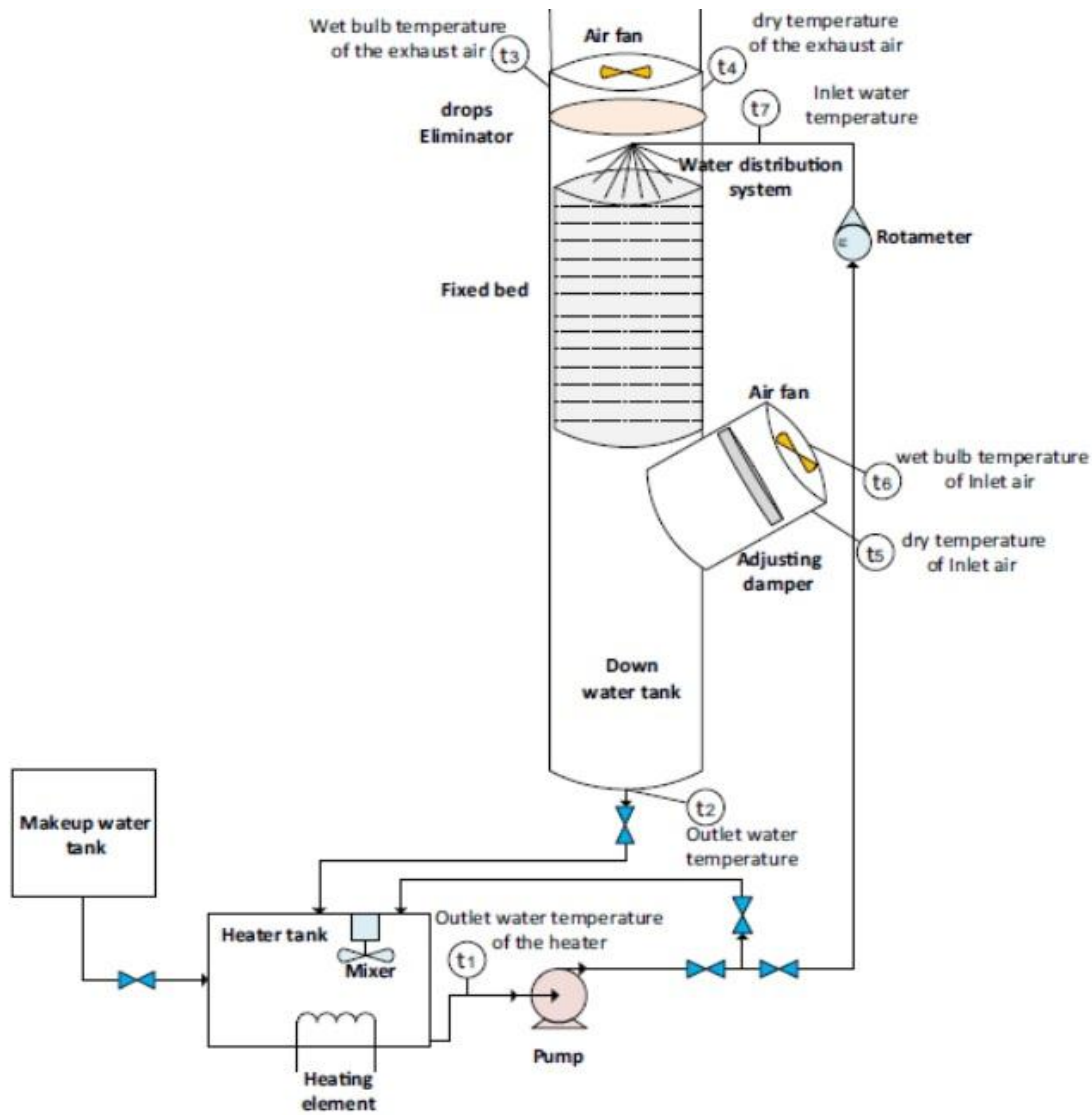 Wet bulb temperature
of the exhaust air
t3
Air fan
dry temperature
of the exhaust air
t4
drops
Eliminator
t7
Inlet water
temperature
Water distribution
system
Rotameter
Fixed bed
Air fan
t6
wet bulb temperature
of Inlet air
t5
dry temperature
of Inlet air
Adjusting
damper
Down
water tank
t2
Outlet water
temperature
Makeup water
tank
Heater tank
Mixer
Outlet water temperature
of the heater
t1
Pump
Heating
element